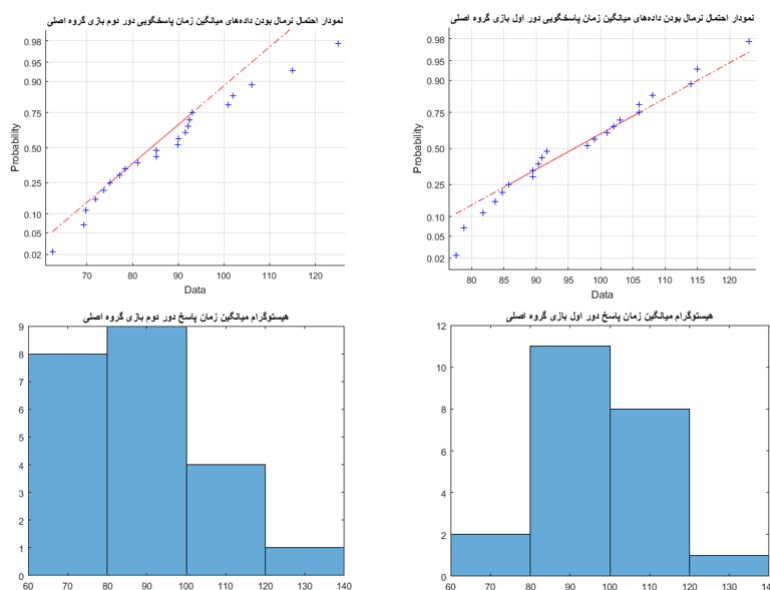 نمودار احتمال نرمال بودن داده‌های میانگین زمان پاسخگویی دور دوم بازی گروه اصلی
نمودار احتمال نرمال بودن داده‌های میانگین زمان پاسخگویی دور اول بازی گروه اصلی
0.98
0.95
0.90
0.75
0.50
0.25
0.10
0.05
0.02
Probability
70 80 90 100 110 120
Data
0.98
0.95
0.90
0.75
0.50
0.25
0.10
0.05
0.02
Probability
80 85 90 95 100 105 110 115 120
Data
هیستوگرام میانگین زمان پاسخ دور دوم بازی گروه اصلی
هیستوگرام میانگین زمان پاسخ دور اول بازی گروه اصلی
9
8
7
6
5
4
3
2
1
0
60 70 80 90 100 110 120 130 140
12
10
8
6
4
2
0
60 70 80 90 100 110 120 130 140